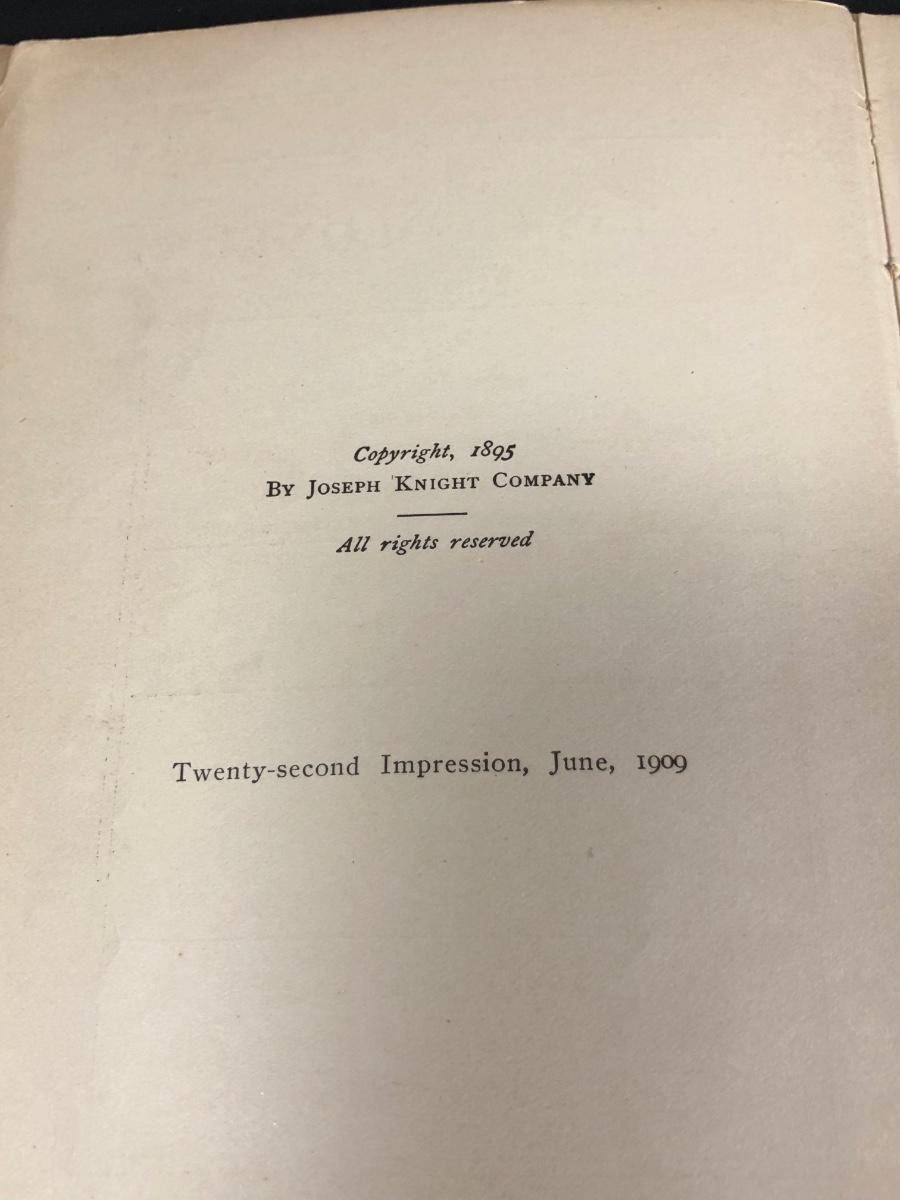 Copyright, 1895
By Joseph Knight Company
All rights reserved
Twenty-second Impression, June, 1909